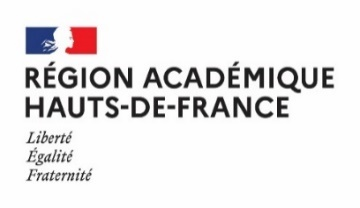 RÉGION ACADÉMIQUE
HAUTS-DE-FRANCE
Liberté
Égalité
Fraternité